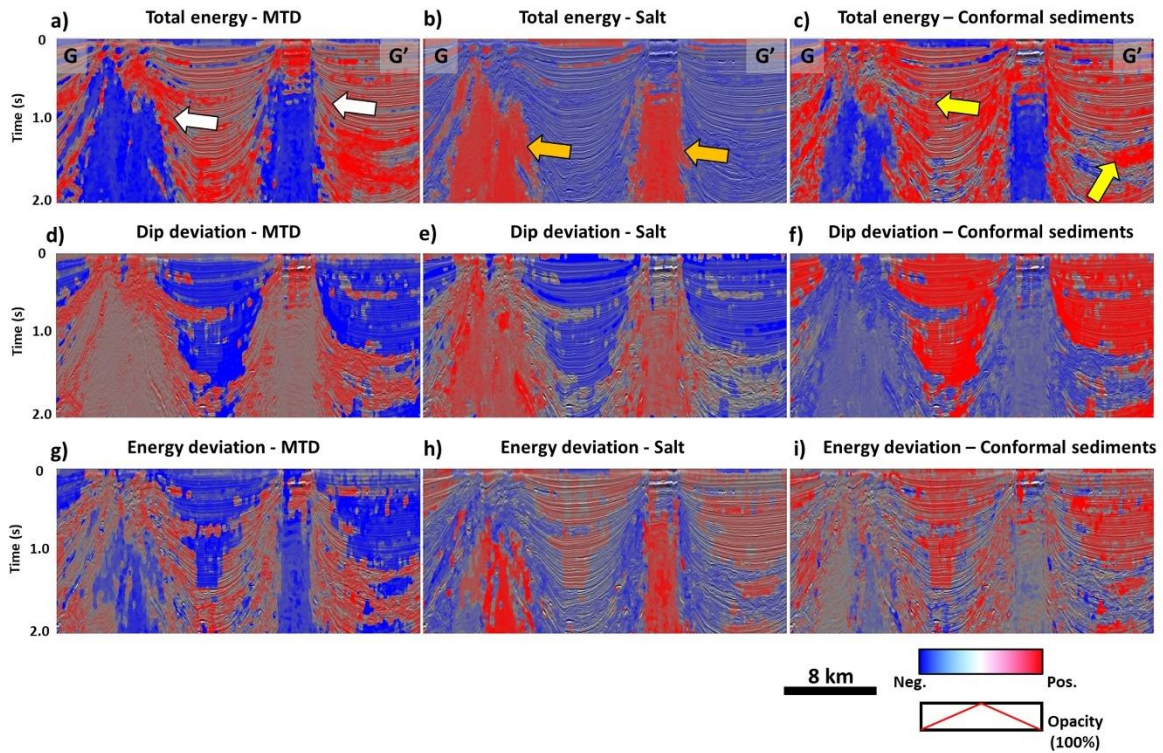 a) Total energy - MTD
b) Total energy - Salt
c) Total energy – Conformal sediments
0
G G’
G G’
G G’
Time (s)
1.0
2.0
d) Dip deviation - MTD
e) Dip deviation - Salt
f) Dip deviation – Conformal sediments
0
Time (s)
1.0
2.0
g) Energy deviation - MTD
h) Energy deviation - Salt
i) Energy deviation – Conformal sediments
0
Time (s)
1.0
2.0
8 km
Neg. Pos.
Opacity
(100%)